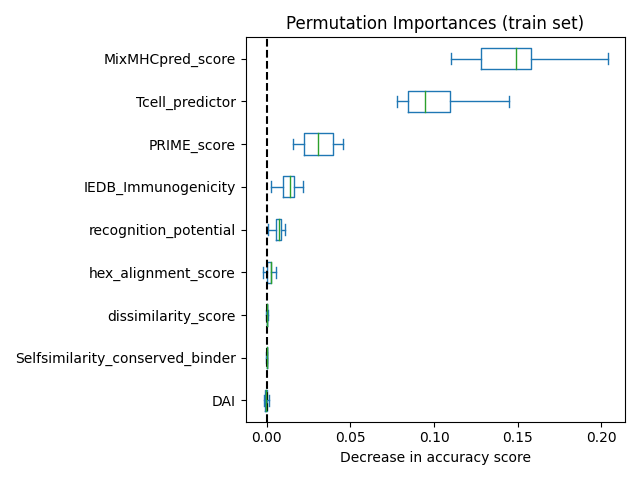 Permutation Importances (train set)
MixMHCpred_score
Tcell_predictor
PRIME_score
IEDB_Immunogenicity
recognition_potential
hex_alignment_score
dissimilarity_score
Selfsimilarity_conserved_binder
DAI
0.00 0.05 0.10 0.15 0.20
Decrease in accuracy score